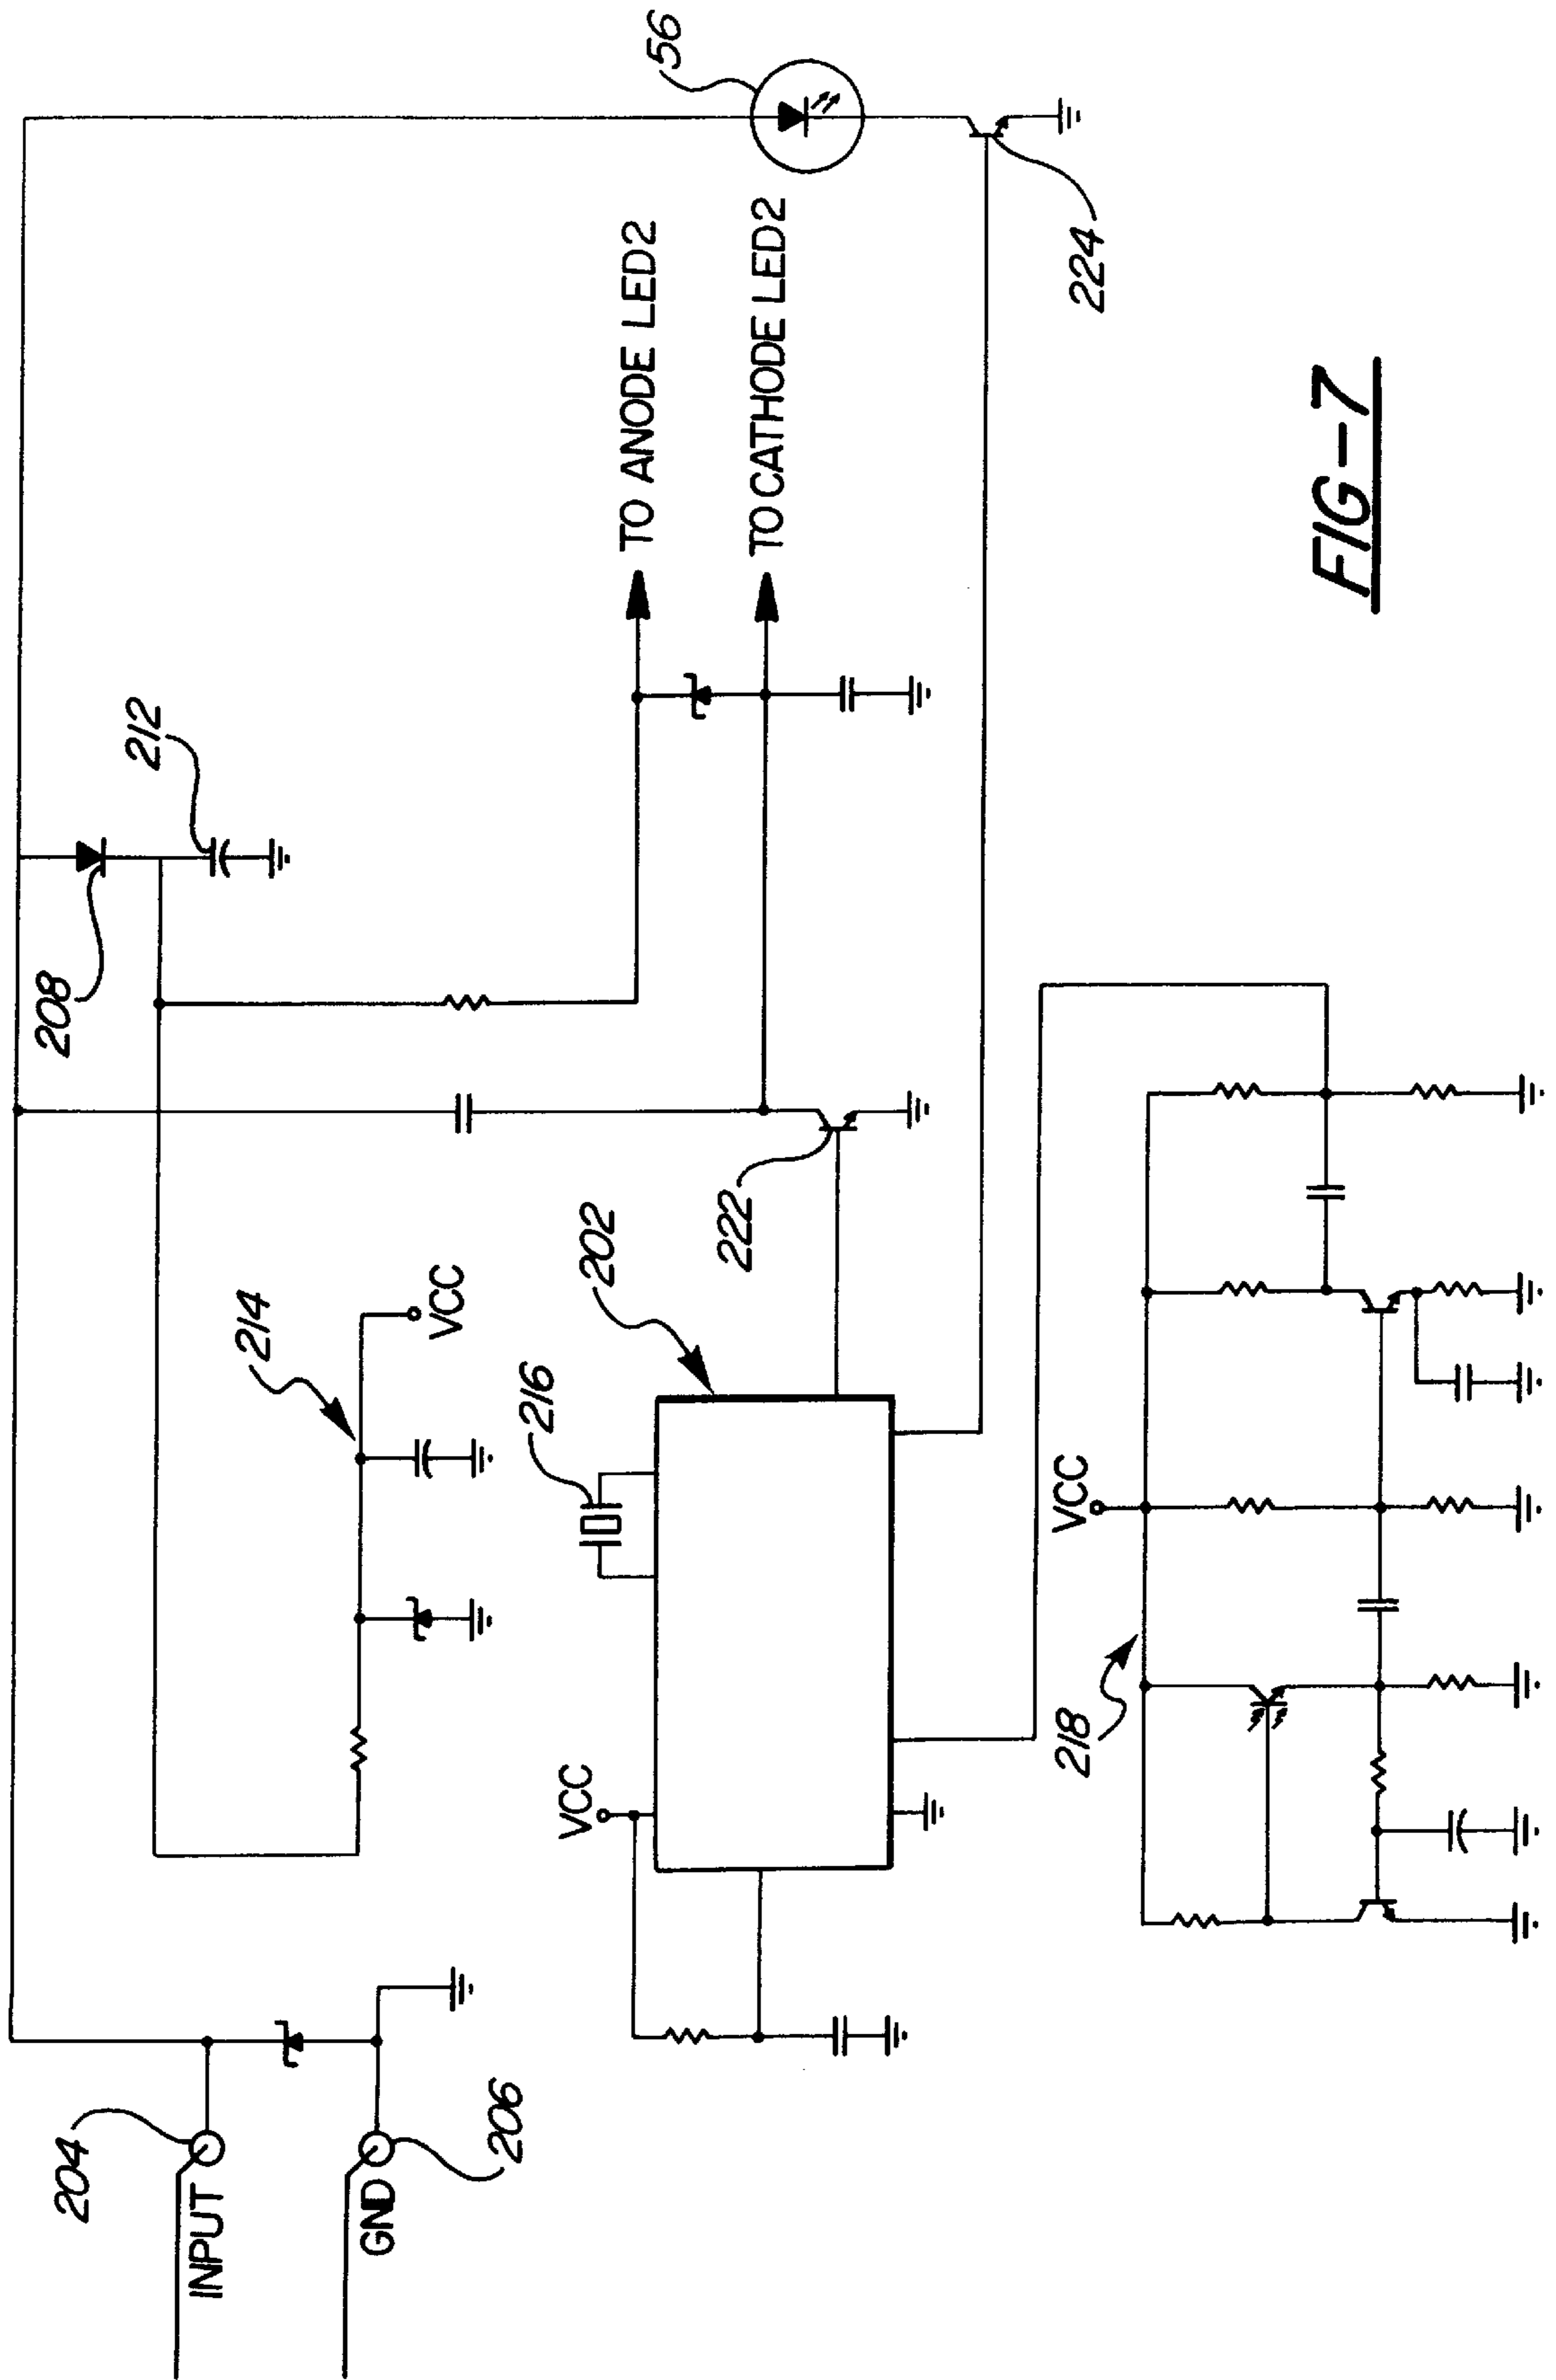 204
INPUT
GND
206
208
212
214
VCC
216
202
VCC
222
TO ANODE LED2
TO CATHODE LED2
56
224
218
VCC
FIG-7